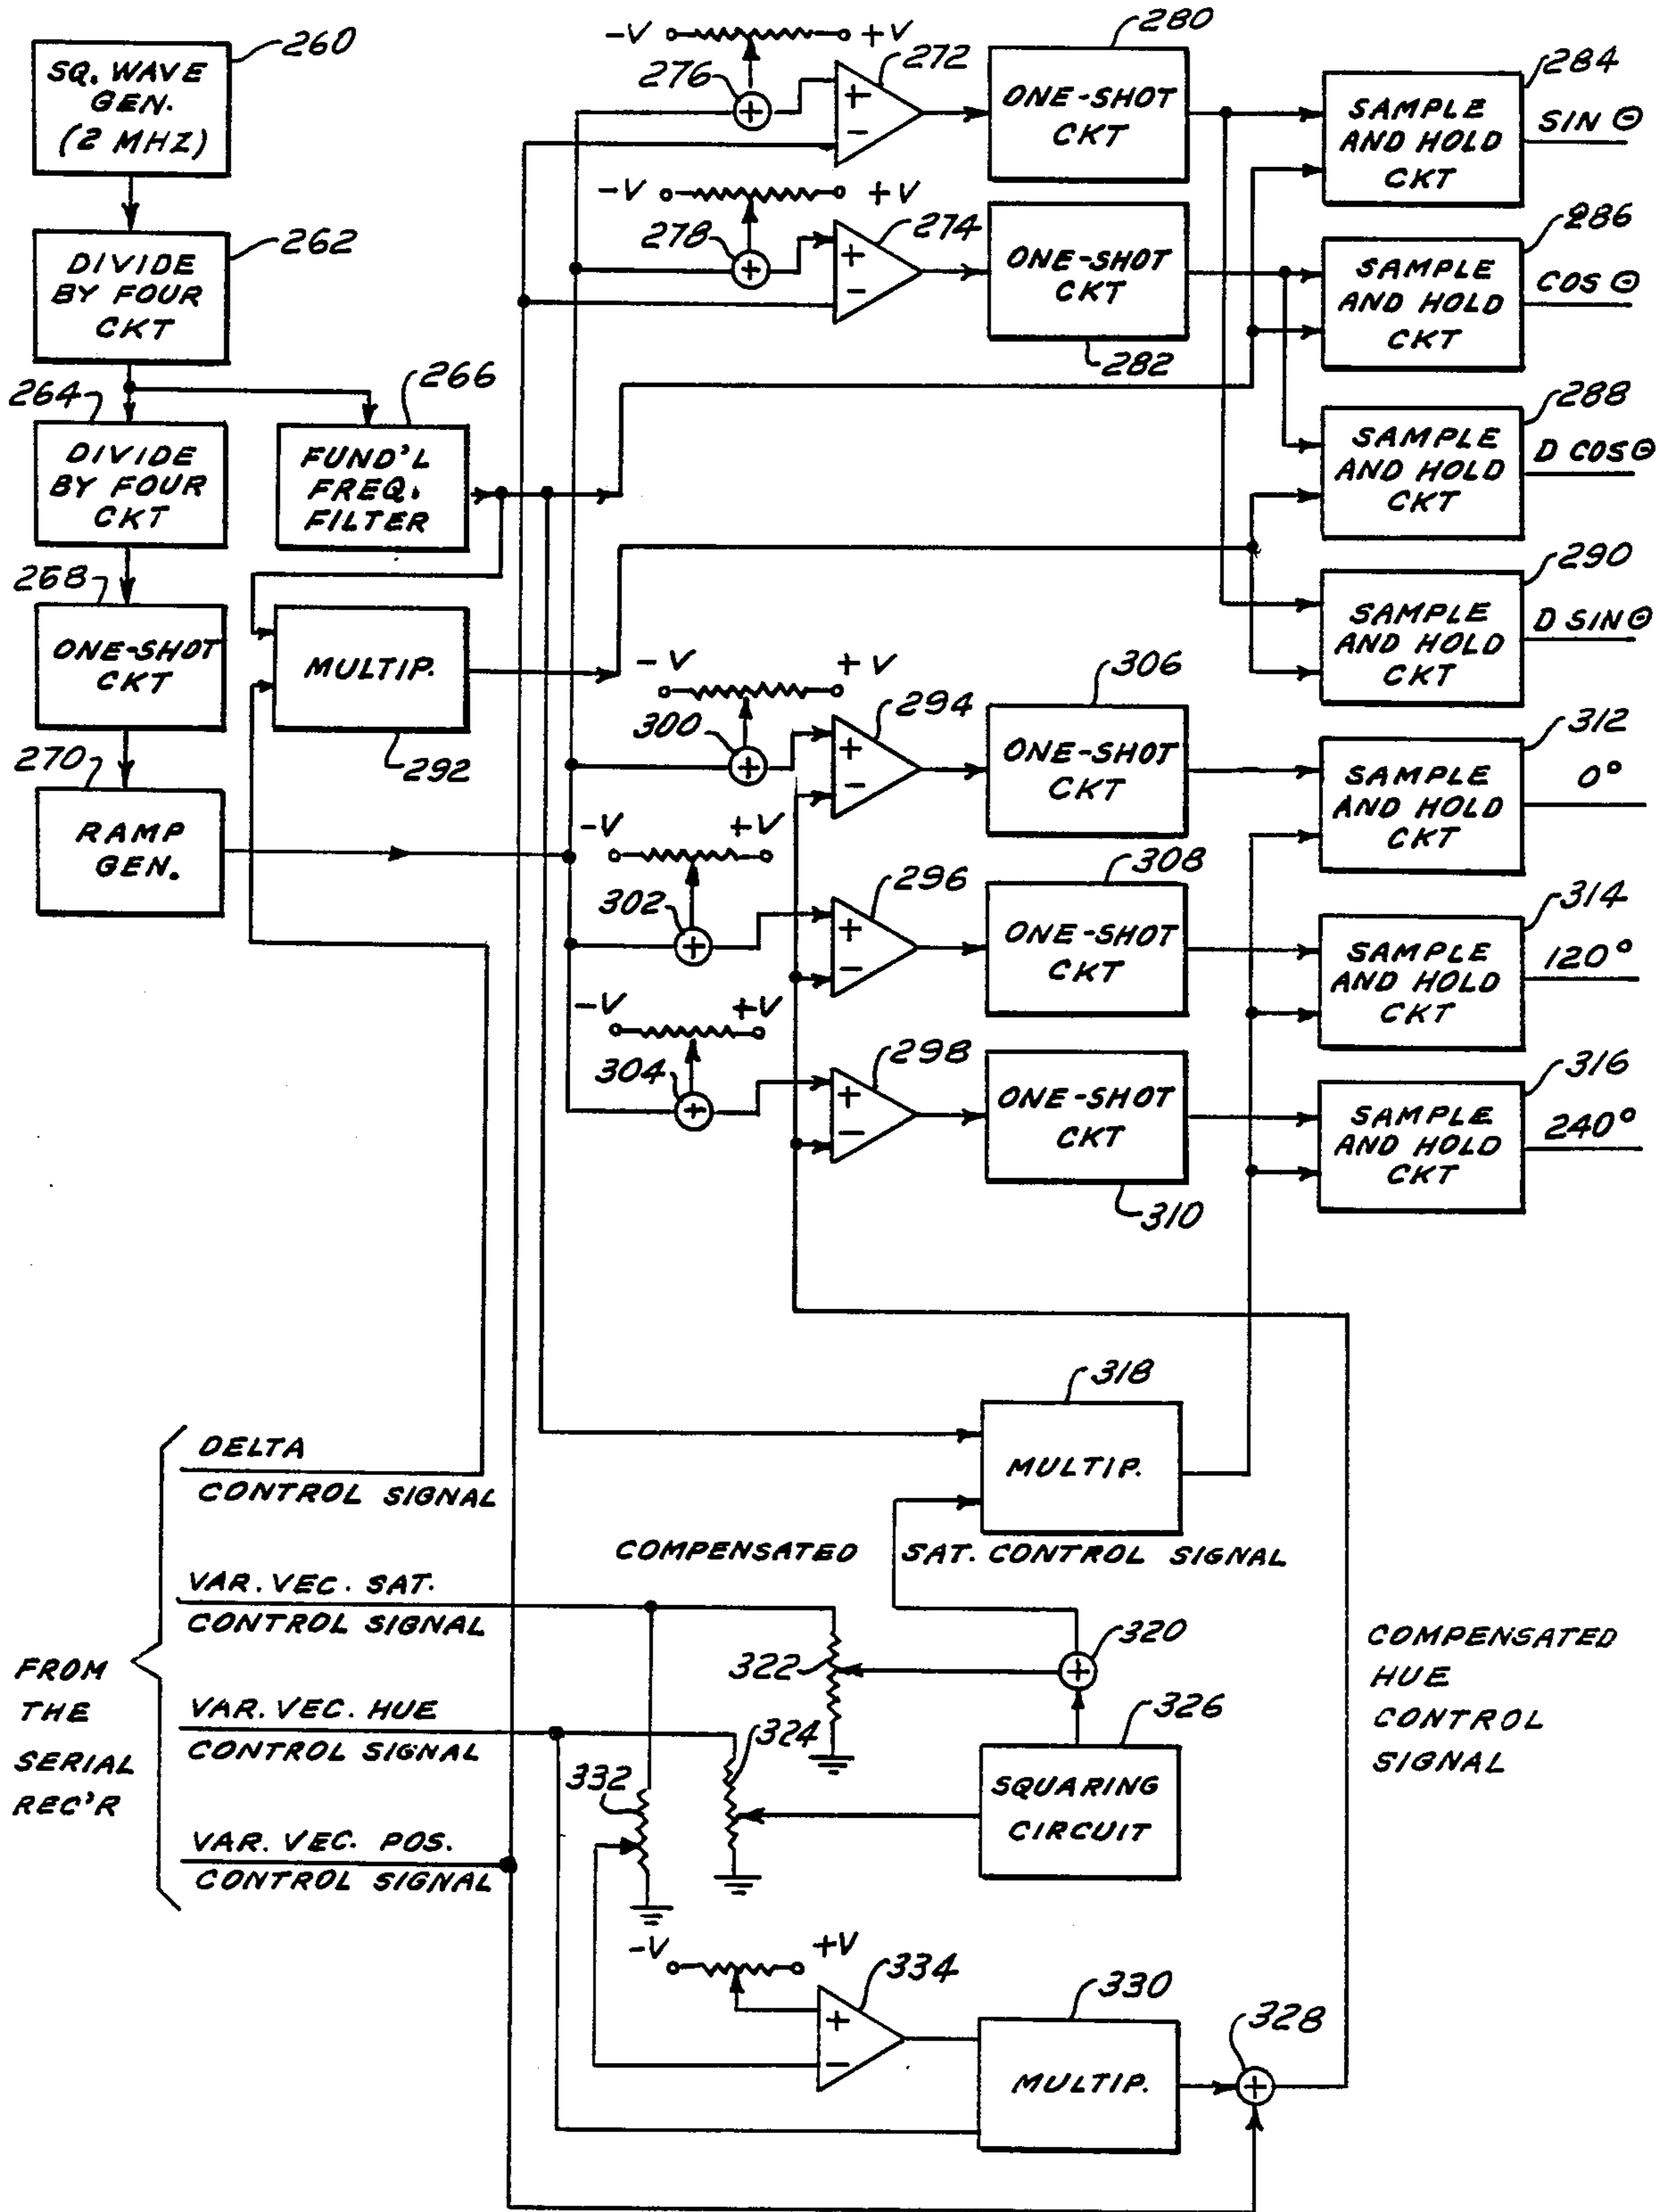 260
SQ. WAVE
GEN.
(2 MHZ)
262
DIVIDE
BY FOUR
CKT
264
DIVIDE
BY FOUR
CKT
266
FUND'L
FREQ.
FILTER
268
ONE-SHOT
CKT
MULTIP.
292
270
RAMP
GEN.
-V
+V
276
+
272
+
-
280
ONE-SHOT
CKT
284
SAMPLE
AND HOLD
CKT
SIN Θ
-V
+V
278
+
274
+
-
ONE-SHOT
CKT
282
286
SAMPLE
AND HOLD
CKT
COS Θ
288
SAMPLE
AND HOLD
CKT
D COS Θ
290
SAMPLE
AND HOLD
CKT
D SIN Θ
-V
+V
300
+
294
+
-
306
ONE-SHOT
CKT
312
SAMPLE
AND HOLD
CKT
0°
-V
+V
302
+
296
+
-
308
ONE-SHOT
CKT
314
SAMPLE
AND HOLD
CKT
120°
-V
+V
304
+
298
+
-
ONE-SHOT
CKT
310
316
SAMPLE
AND HOLD
CKT
240°
318
MULTIP.
COMPENSATED SAT. CONTROL SIGNAL
FROM
THE
SERIAL
REC'R
DELTA
CONTROL SIGNAL
VAR. VEC. SAT.
CONTROL SIGNAL
VAR. VEC. HUE
CONTROL SIGNAL
VAR. VEC. POS.
CONTROL SIGNAL
322
320
+
324
326
SQUARING
CIRCUIT
332
COMPENSATED
HUE
CONTROL
SIGNAL
-V
+V
334
+
-
330
MULTIP.
328
+